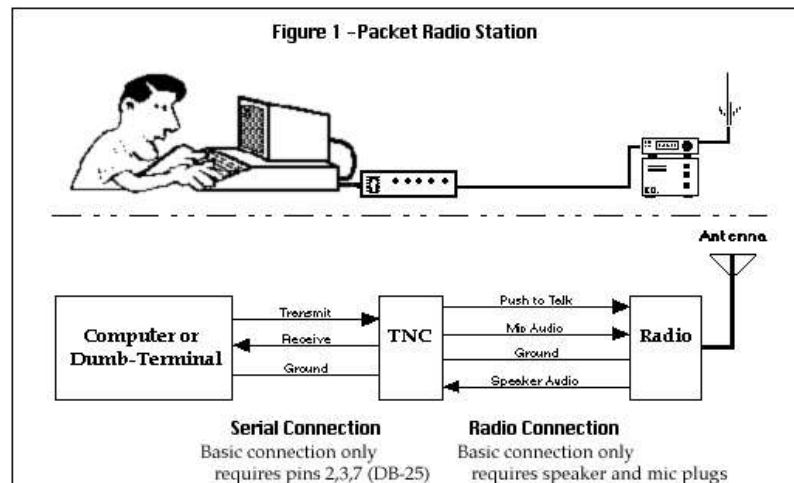 Figure 1 - Packet Radio Station
Antenna
Computer or
Dumb-Terminal
Transmit
Receive
Ground
TNC
Push to Talk
Mic Audio
Ground
Speaker Audio
Radio
Serial Connection
Basic connection only
requires pins 2,3,7 (DB-25)
Radio Connection
Basic connection only
requires speaker and mic plugs